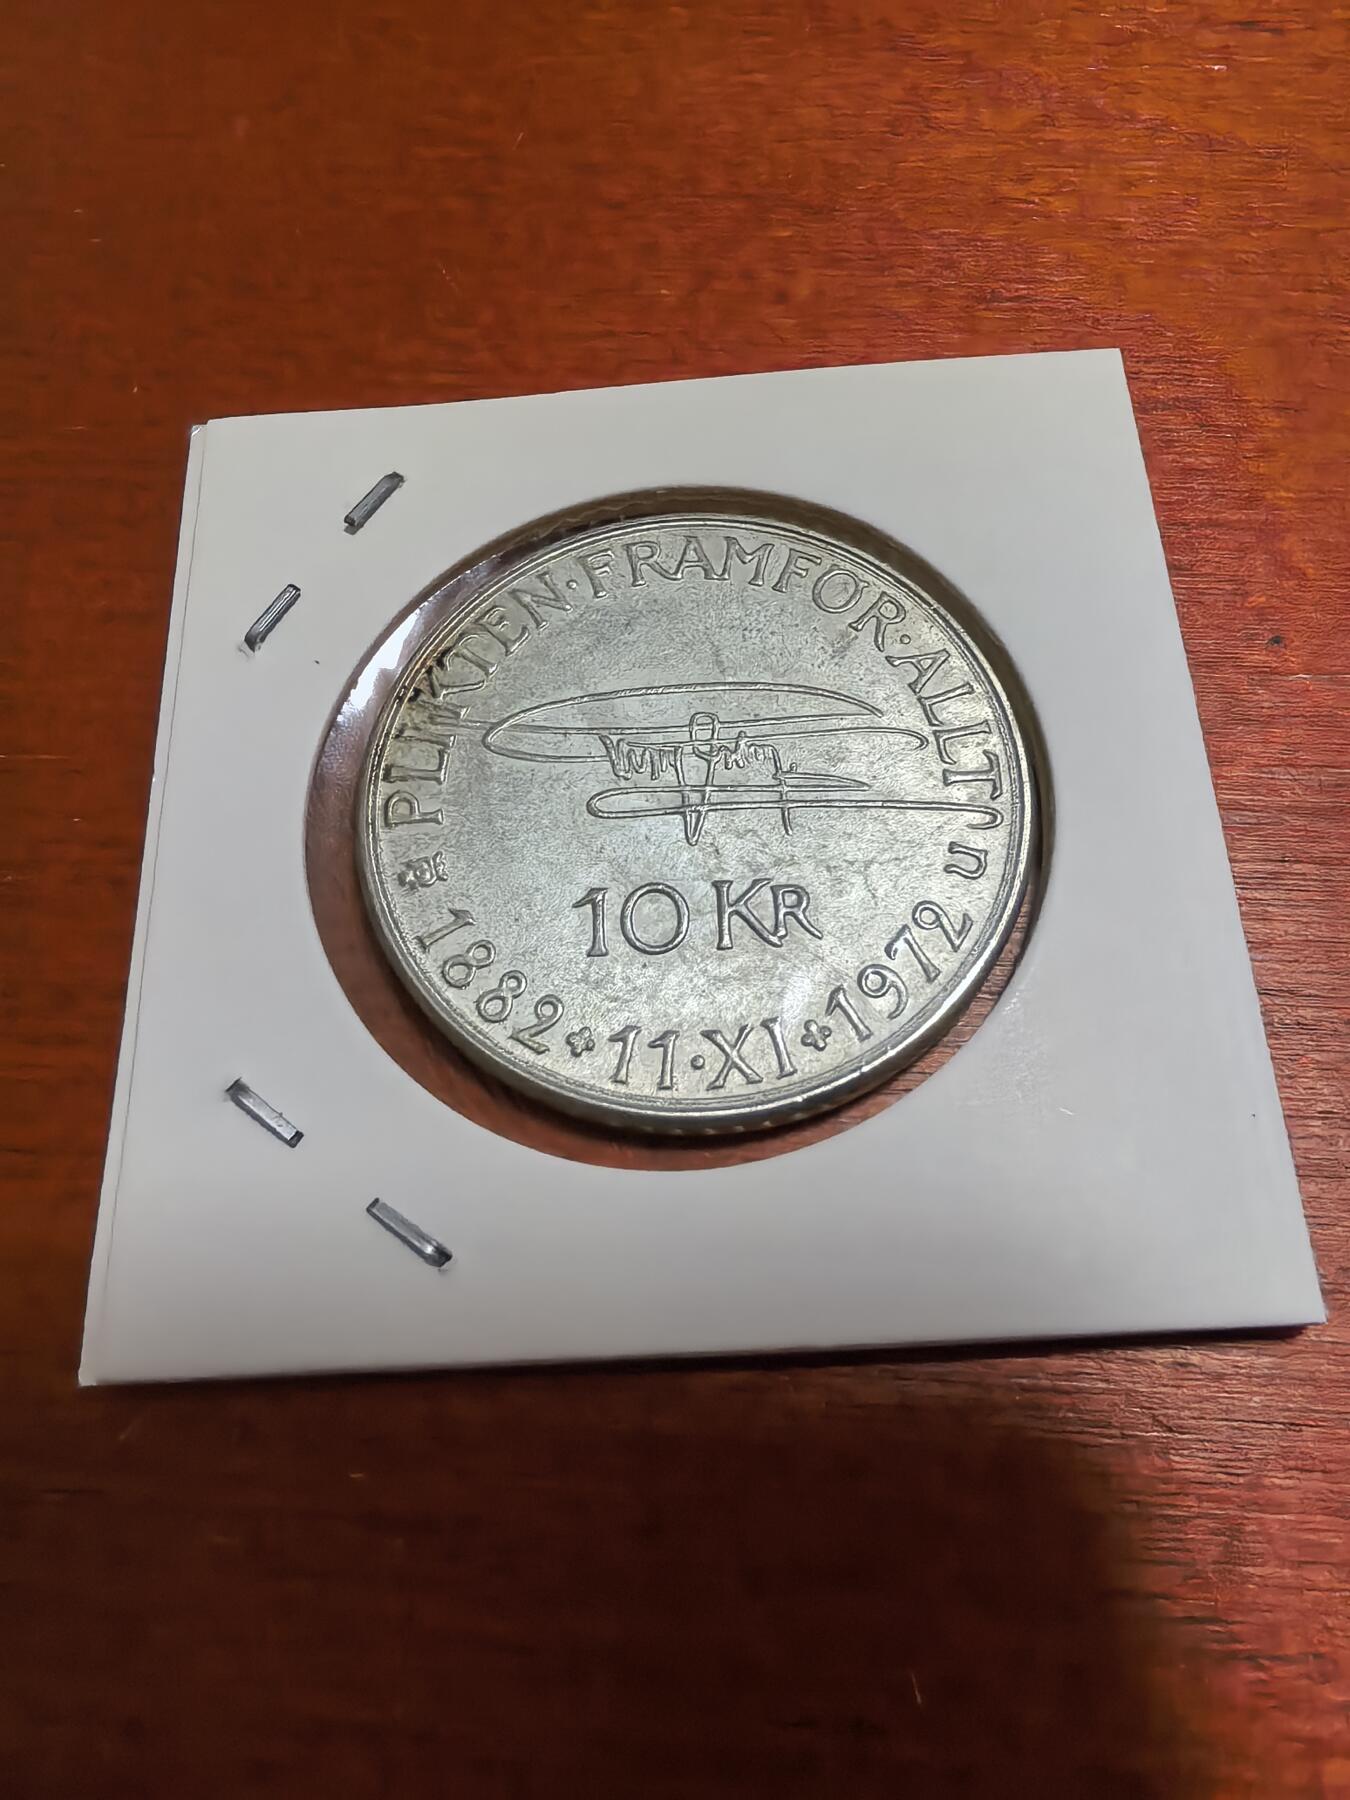 PLIKTEN·FRAMFÖR·ALLT
10 KR
U
1882 11·XI 1972